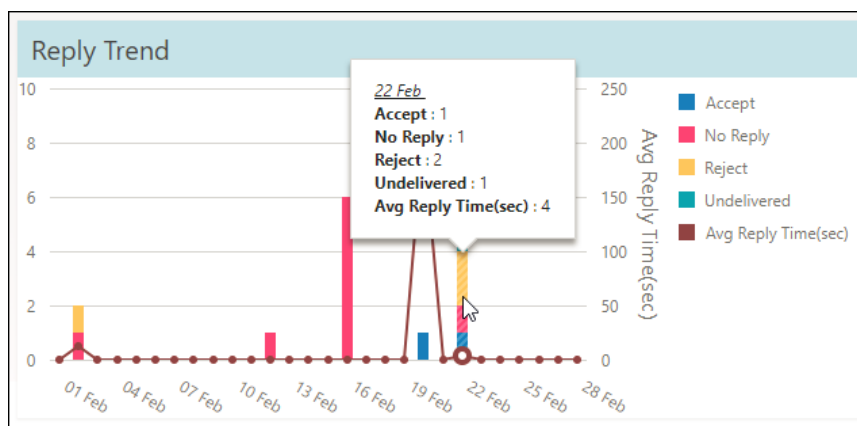 Reply Trend
10
8
6
4
2
0
22 Feb
Accept : 1
No Reply : 1
Reject : 2
Undelivered : 1
Avg Reply Time(sec) : 4
250
200
150
100
50
0
Avg Reply Time(sec)
Accept
No Reply
Reject
Undelivered
Avg Reply Time(sec)
01 Feb
04 Feb
07 Feb
10 Feb
13 Feb
16 Feb
19 Feb
22 Feb
25 Feb
28 Feb